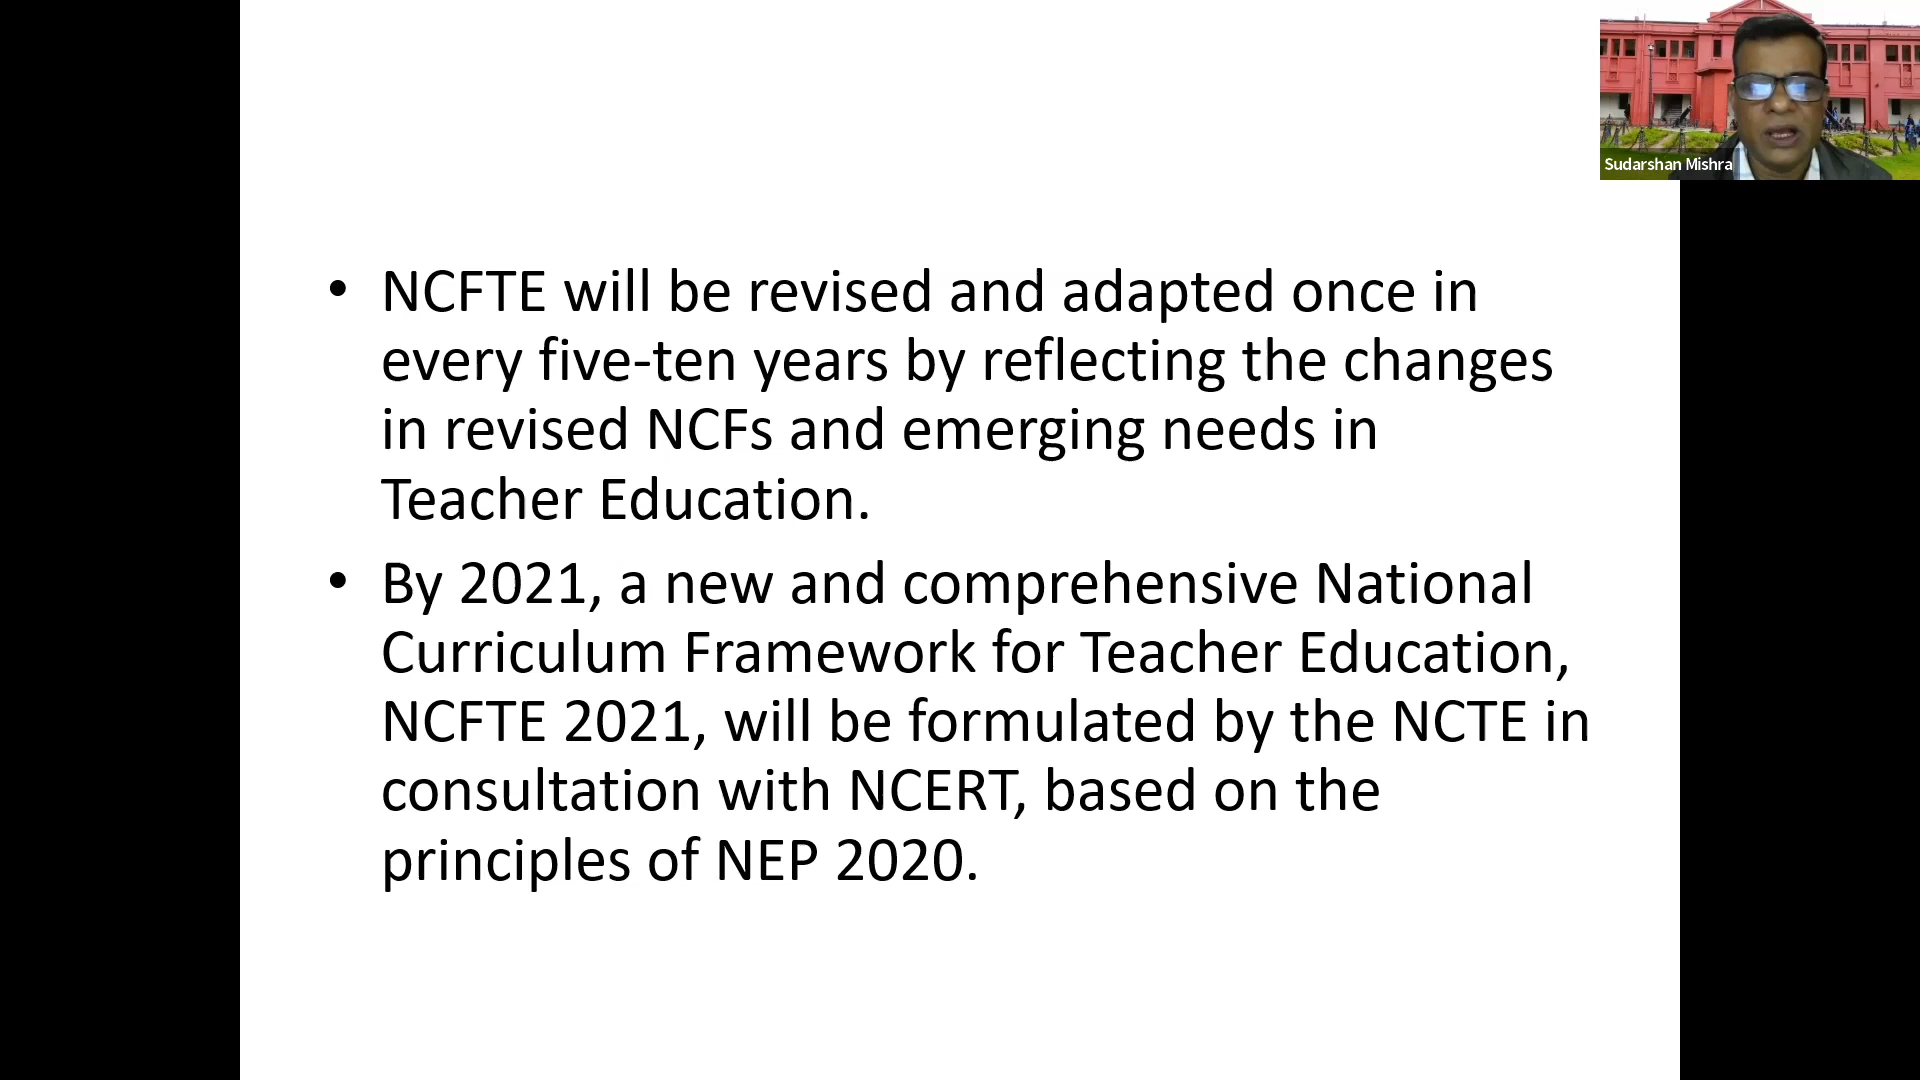 Sudarshan Mishra
• NCFTE will be revised and adapted once in
every five-ten years by reflecting the changes
in revised NCFs and emerging needs in
Teacher Education.
• By 2021, a new and comprehensive National
Curriculum Framework for Teacher Education,
NCFTE 2021, will be formulated by the NCTE in
consultation with NCERT, based on the
principles of NEP 2020.